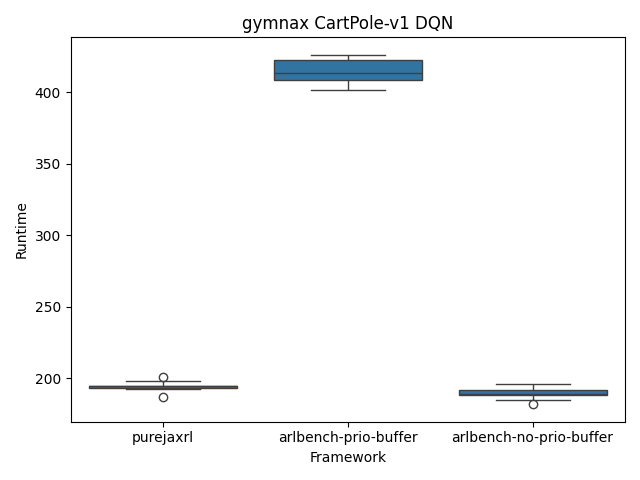 gymnax CartPole-v1 DQN
400
350
300
250
200
Runtime
purejaxrl
arlbench-prio-buffer
arlbench-no-prio-buffer
Framework